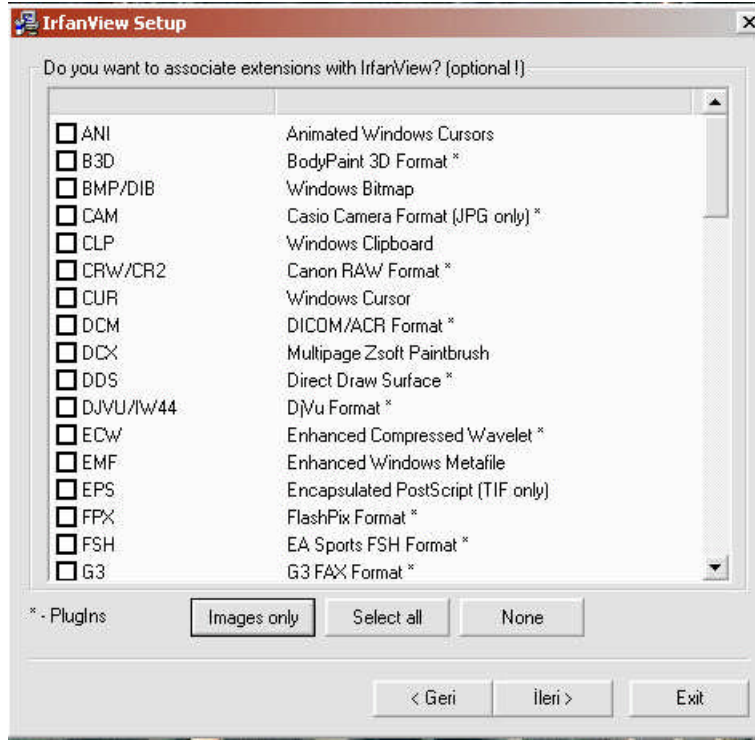 IrfanView Setup
Do you want to associate extensions with IrfanView? (optional !)
ANI Animated Windows Cursors
B3D BodyPaint 3D Format *
BMP/DIB Windows Bitmap
CAM Casio Camera Format (JPG only) *
CLP Windows Clipboard
CRW/CR2 Canon RAW Format *
CUR Windows Cursor
DCM DICOM/ACR Format *
DCX Multipage Zsoft Paintbrush
DDS Direct Draw Surface *
DJVU/IW44 DjVu Format *
ECW Enhanced Compressed Wavelet *
EMF Enhanced Windows Metafile
EPS Encapsulated PostScript (TIF only)
FPX FlashPix Format *
FSH EA Sports FSH Format *
G3 G3 FAX Format *
* - PlugIns Images only Select all None
< Geri İleri > Exit